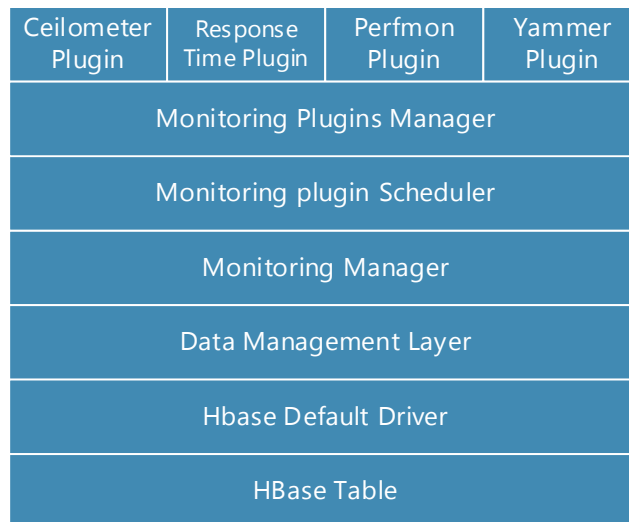 Ceilometer
Plugin
Response
Time Plugin
Perfmon
Plugin
Yammer
Plugin
Monitoring Plugins Manager
Monitoring plugin Scheduler
Monitoring Manager
Data Management Layer
Hbase Default Driver
HBase Table